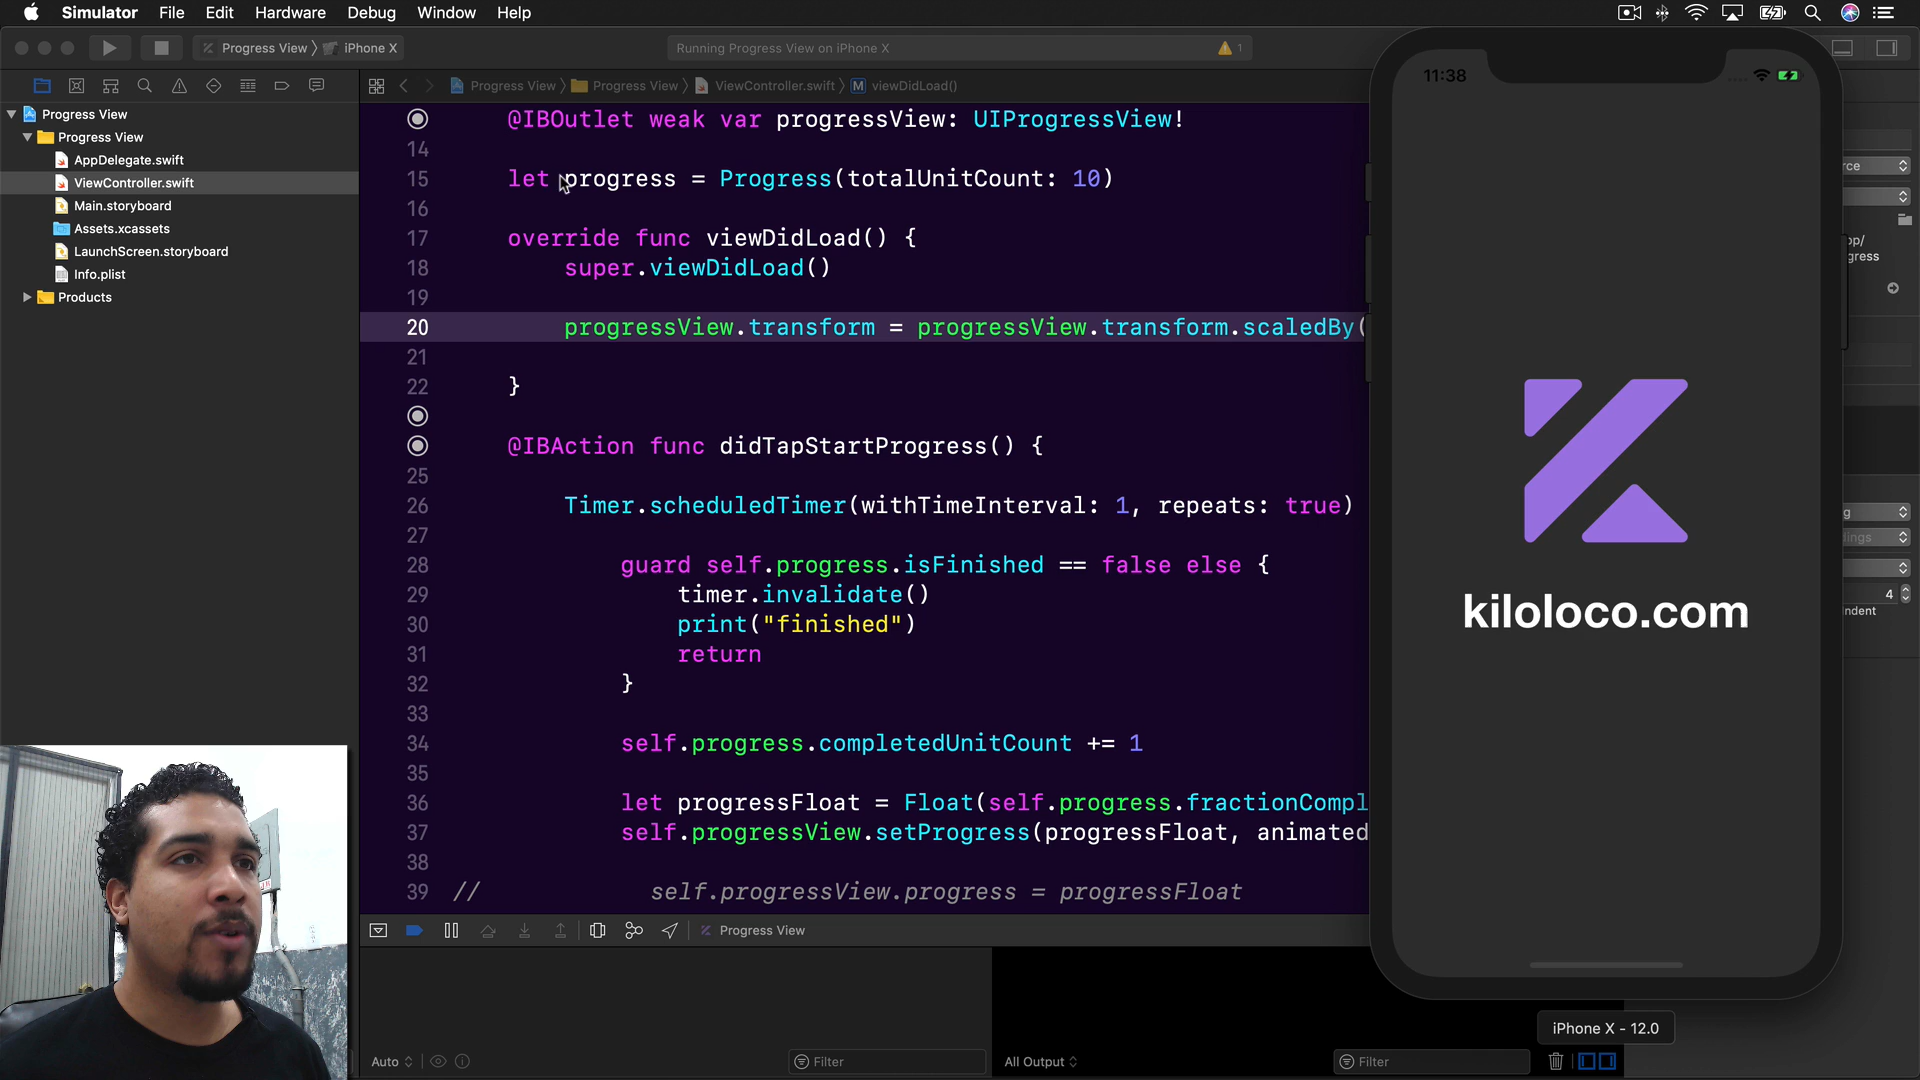 Simulator File Edit Hardware Debug Window Help
Progress View iPhone X
Running Progress View on iPhone X
1
Progress View Progress View ViewController.swift M viewDidLoad()
Progress View
Progress View
AppDelegate.swift
ViewController.swift
Main.storyboard
Assets.xcassets
LaunchScreen.storyboard
Info.plist
Products
@IBOutlet weak var progressView: UIProgressView!
14
15 let progress = Progress(totalUnitCount: 10)
16
17 override func viewDidLoad() {
18 super.viewDidLoad()
19
20 progressView.transform = progressView.transform.scaledBy(
21
22 }
@IBAction func didTapStartProgress() {
25
26 Timer.scheduledTimer(withTimeInterval: 1, repeats: true)
27
28 guard self.progress.isFinished == false else {
29 timer.invalidate()
30 print("finished")
31 return
32 }
33
34 self.progress.completedUnitCount += 1
35
36 let progressFloat = Float(self.progress.fractionCompl
37 self.progressView.setProgress(progressFloat, animated
38
39 // self.progressView.progress = progressFloat
Progress View
Auto
Filter
All Output
Filter
11:38
kiloloco.com
iPhone X - 12.0
rce
op/
gress
g
dings
4
ndent